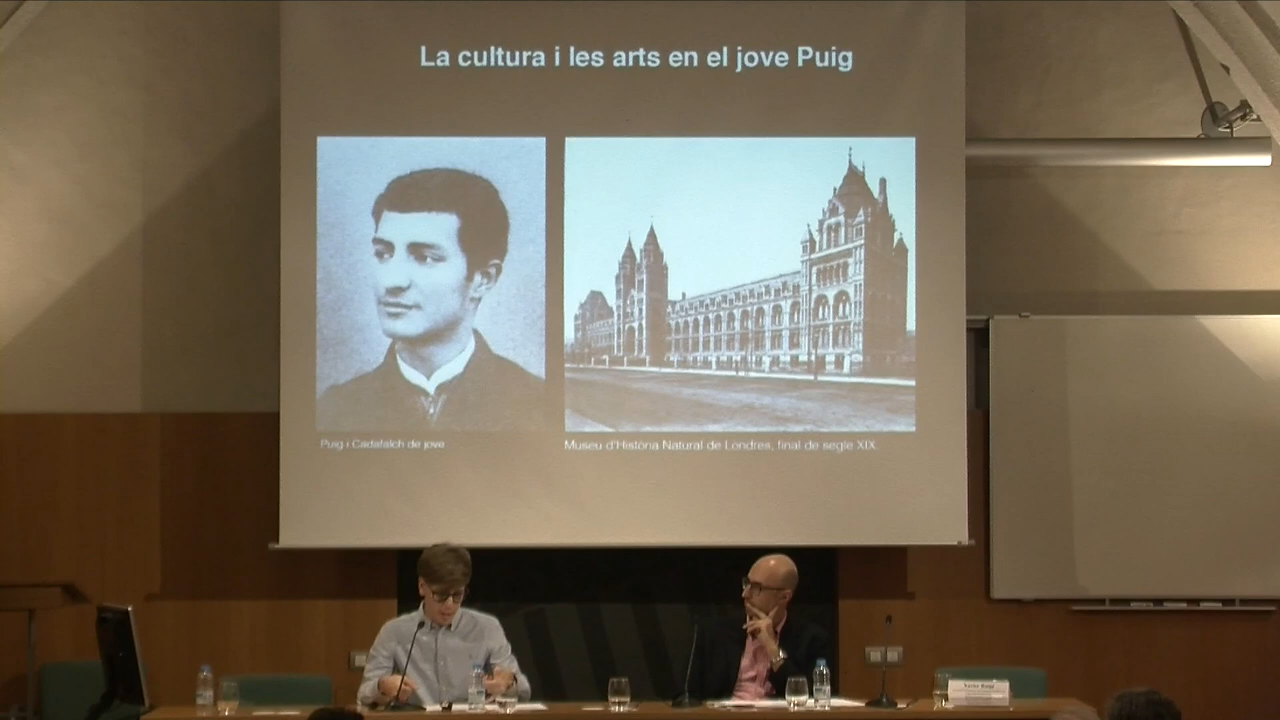 La cultura i les arts en el jove Puig
Puig i Cadafalch de jove
Museu d'Història Natural de Londres, final de segle XIX.